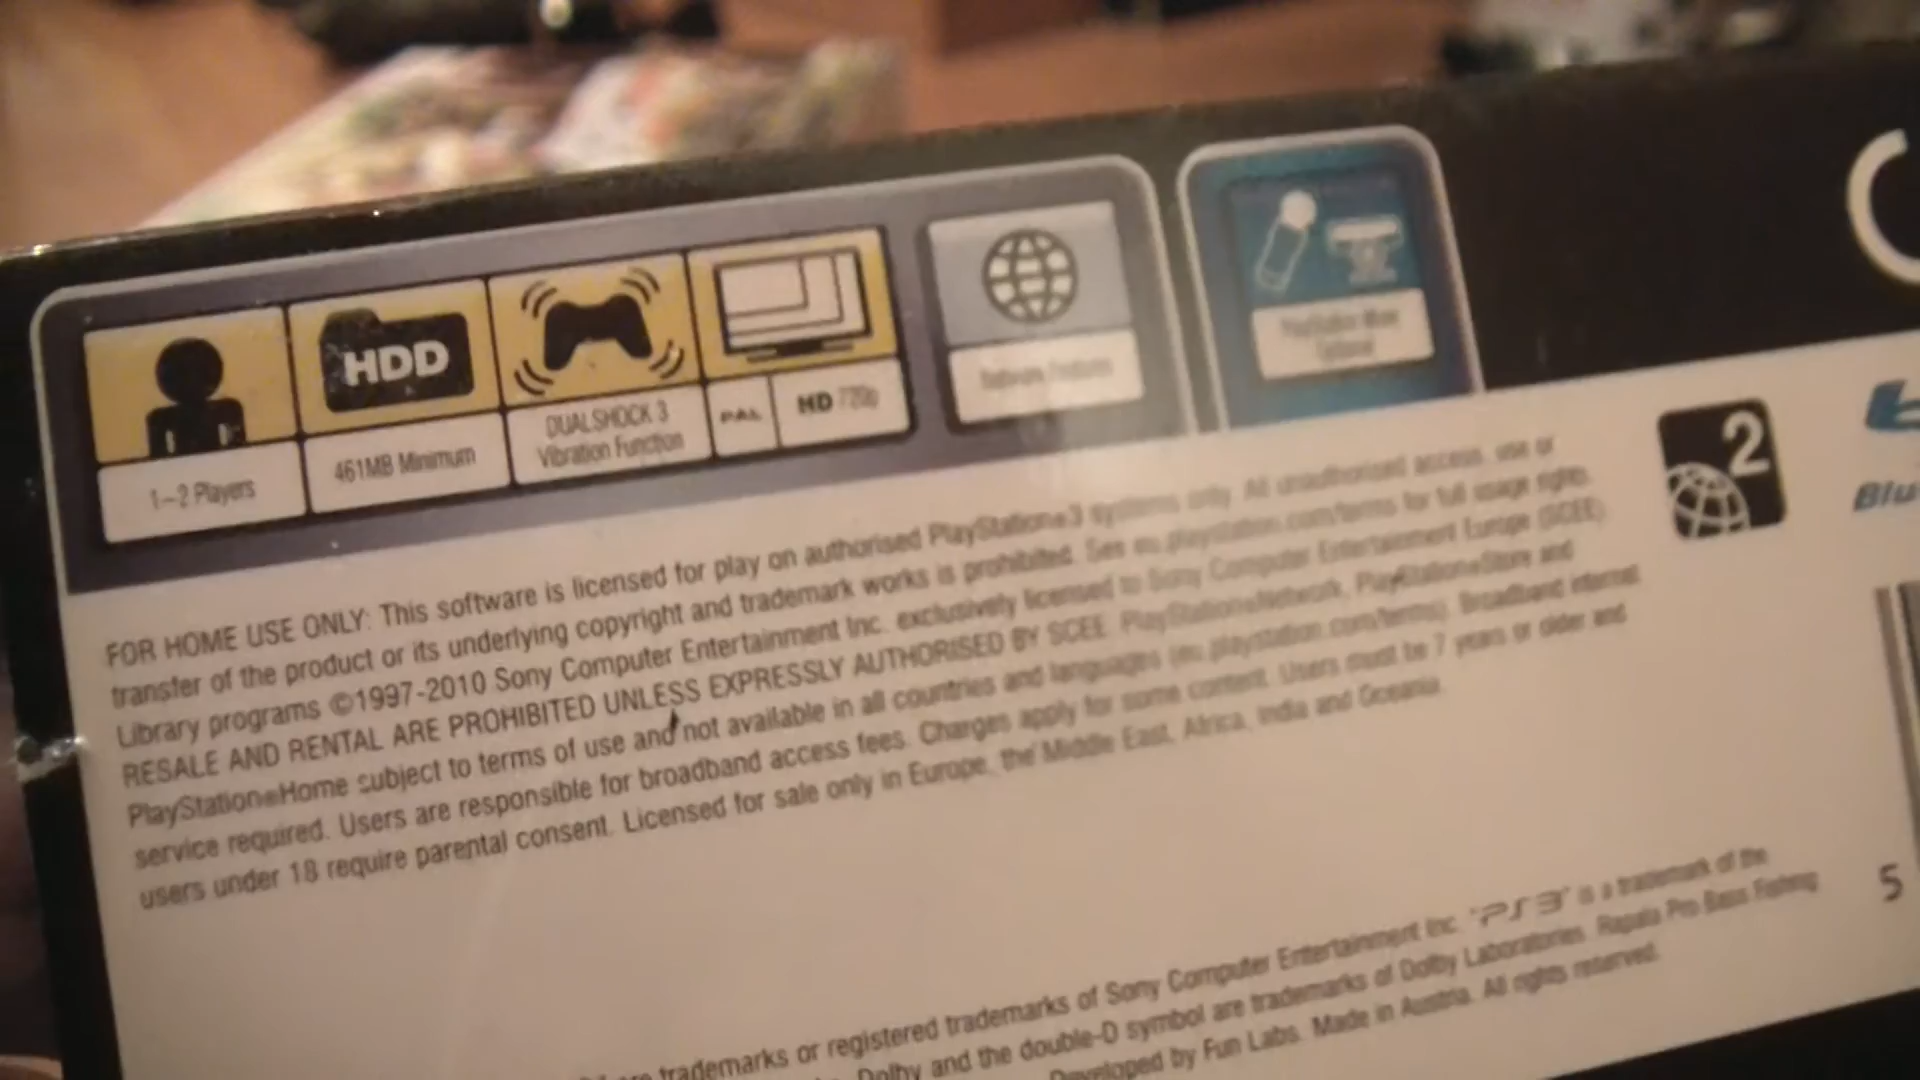 HDD
1-2 Players
461MB Minimum
DUALSHOCK 3
Vibration Function
PAL
HD 720p
Network Features
PlayStation Move
Optional
2
Blu
FOR HOME USE ONLY: This software is licensed for play on authorised PlayStation®3 systems only. All unauthorised access, use or
transfer of the product or its underlying copyright and trademark works is prohibited. See eu.playstation.com/terms for full usage rights.
Library programs ©1997-2010 Sony Computer Entertainment Inc. exclusively licensed to Sony Computer Entertainment Europe (SCEE).
RESALE AND RENTAL ARE PROHIBITED UNLESS EXPRESSLY AUTHORISED BY SCEE. PlayStation®Network, PlayStation®Store and
PlayStation®Home subject to terms of use and not available in all countries and languages (eu.playstation.com/terms). Broadband internet
service required. Users are responsible for broadband access fees. Charges apply for some content. Users must be 7 years or older and
users under 18 require parental consent. Licensed for sale only in Europe, the Middle East, Africa, India and Oceania.
5
are trademarks or registered trademarks of Sony Computer Entertainment Inc. "PS3" is a trademark of the
Dolby and the double-D symbol are trademarks of Dolby Laboratories. Rapala Pro Bass Fishing
Developed by Fun Labs. Made in Austria. All rights reserved.